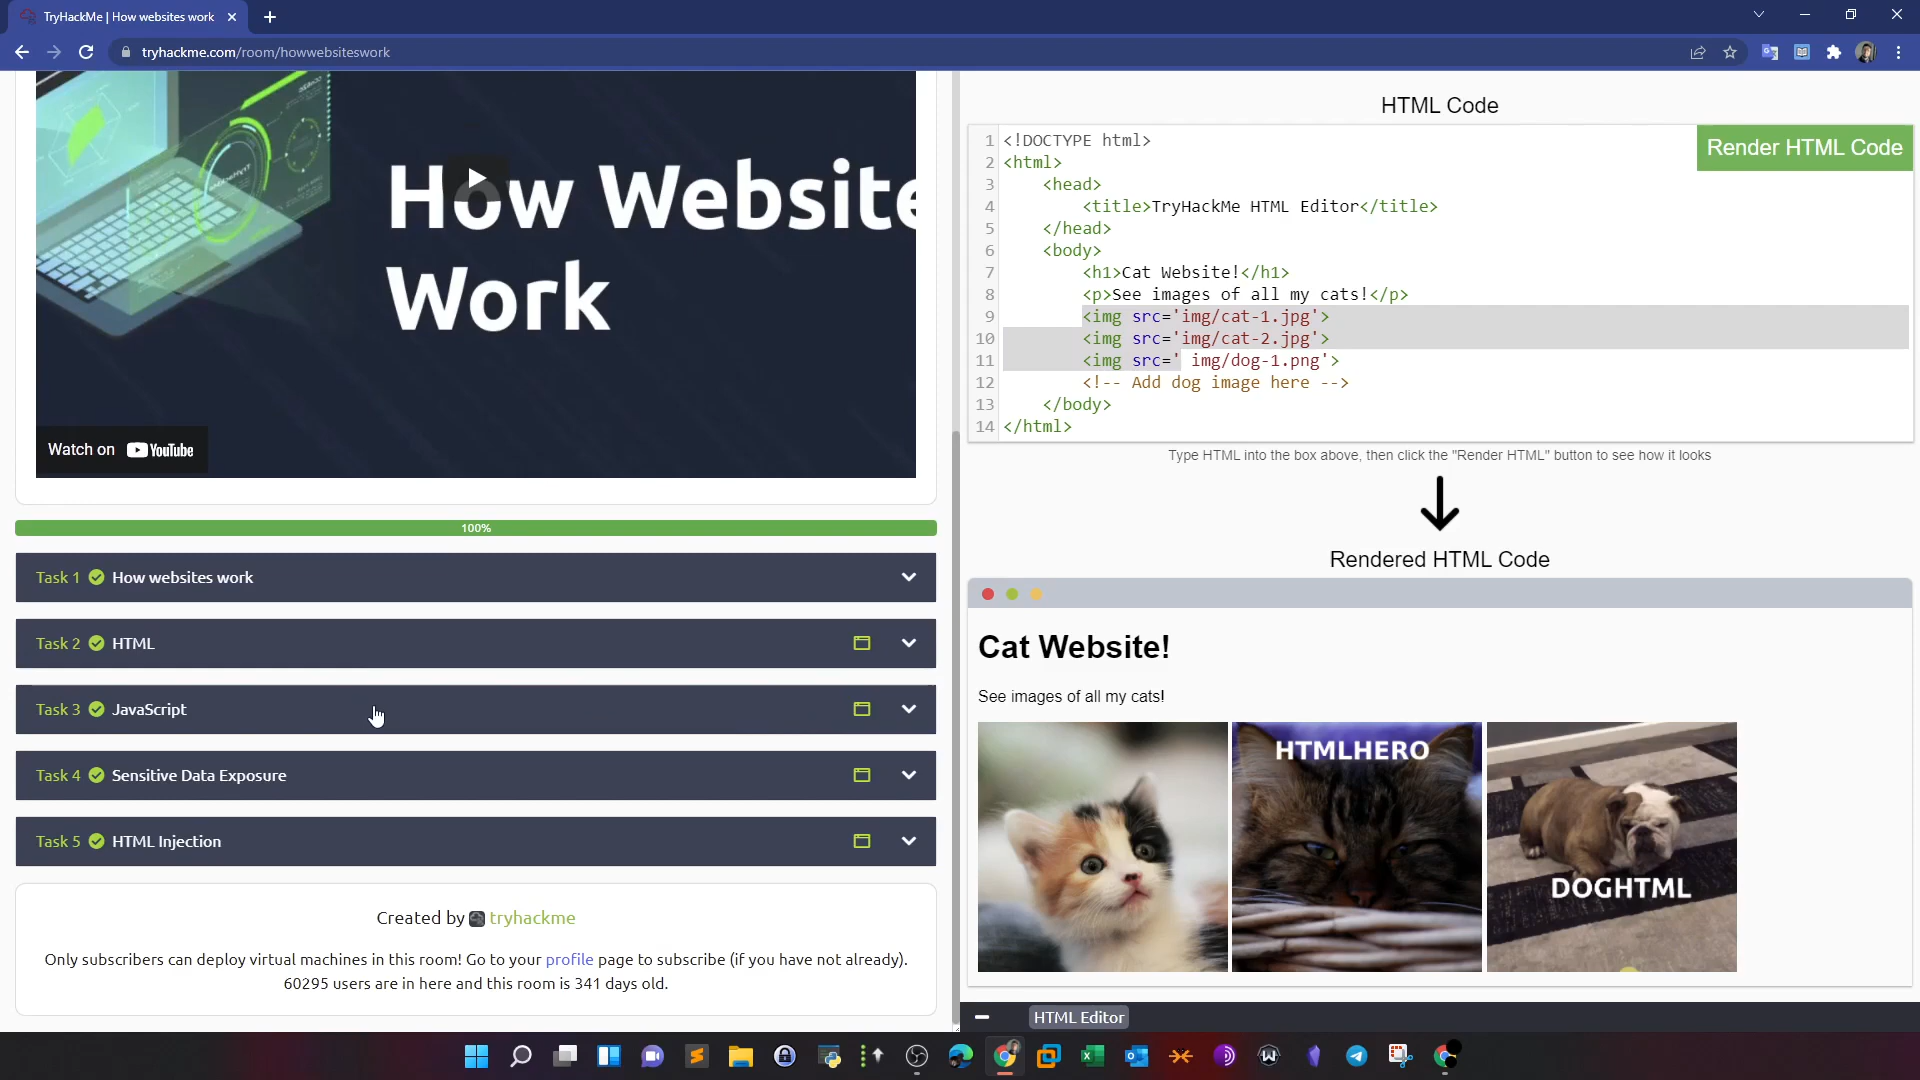 TryHackMe | How websites work
tryhackme.com/room/howwebsiteswork
How Website
Work
Watch on YouTube
100%
Task 1 How websites work
Task 2 HTML
Task 3 JavaScript
Task 4 Sensitive Data Exposure
Task 5 HTML Injection
Created by tryhackme
Only subscribers can deploy virtual machines in this room! Go to your profile page to subscribe (if you have not already).
60295 users are in here and this room is 341 days old.
HTML Code
Render HTML Code
1 <!DOCTYPE html>
2 <html>
3 <head>
4 <title>TryHackMe HTML Editor</title>
5 </head>
6 <body>
7 <h1>Cat Website!</h1>
8 <p>See images of all my cats!</p>
9 <img src='img/cat-1.jpg'>
10 <img src='img/cat-2.jpg'>
11 <img src=' img/dog-1.png'>
12 <!-- Add dog image here -->
13 </body>
14 </html>
Type HTML into the box above, then click the "Render HTML" button to see how it looks
Rendered HTML Code
Cat Website!
See images of all my cats!
HTMLHERO
DOGHTML
HTML Editor